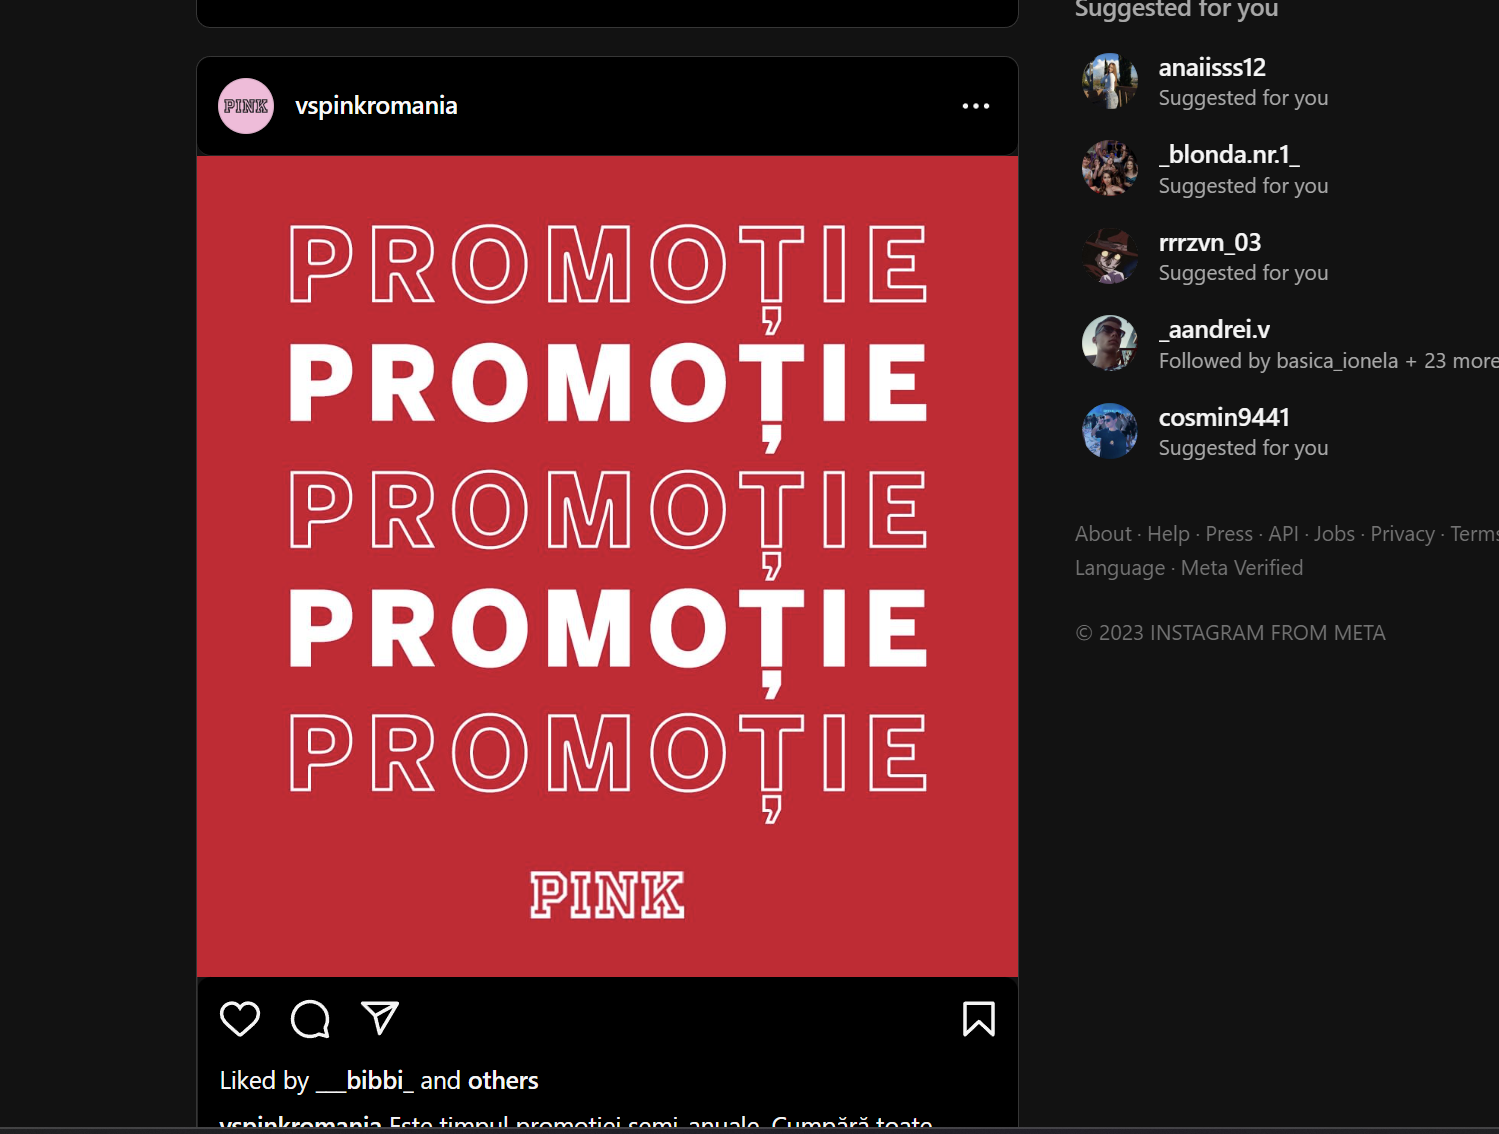 Suggested for you
PINK
vspinkromania
PROMOȚIE
PROMOȚIE
PROMOȚIE
PROMOȚIE
PROMOȚIE
PINK
Liked by ___bibbi_ and others
vspinkromania Este timpul promoției semi-anuale. Cumpără toate
anaiisss12
Suggested for you
_blonda.nr.1_
Suggested for you
rrrzvn_03
Suggested for you
_aandrei.v
Followed by basica_ionela + 23 more
cosmin9441
Suggested for you
About · Help · Press · API · Jobs · Privacy · Terms
Language · Meta Verified
© 2023 INSTAGRAM FROM META